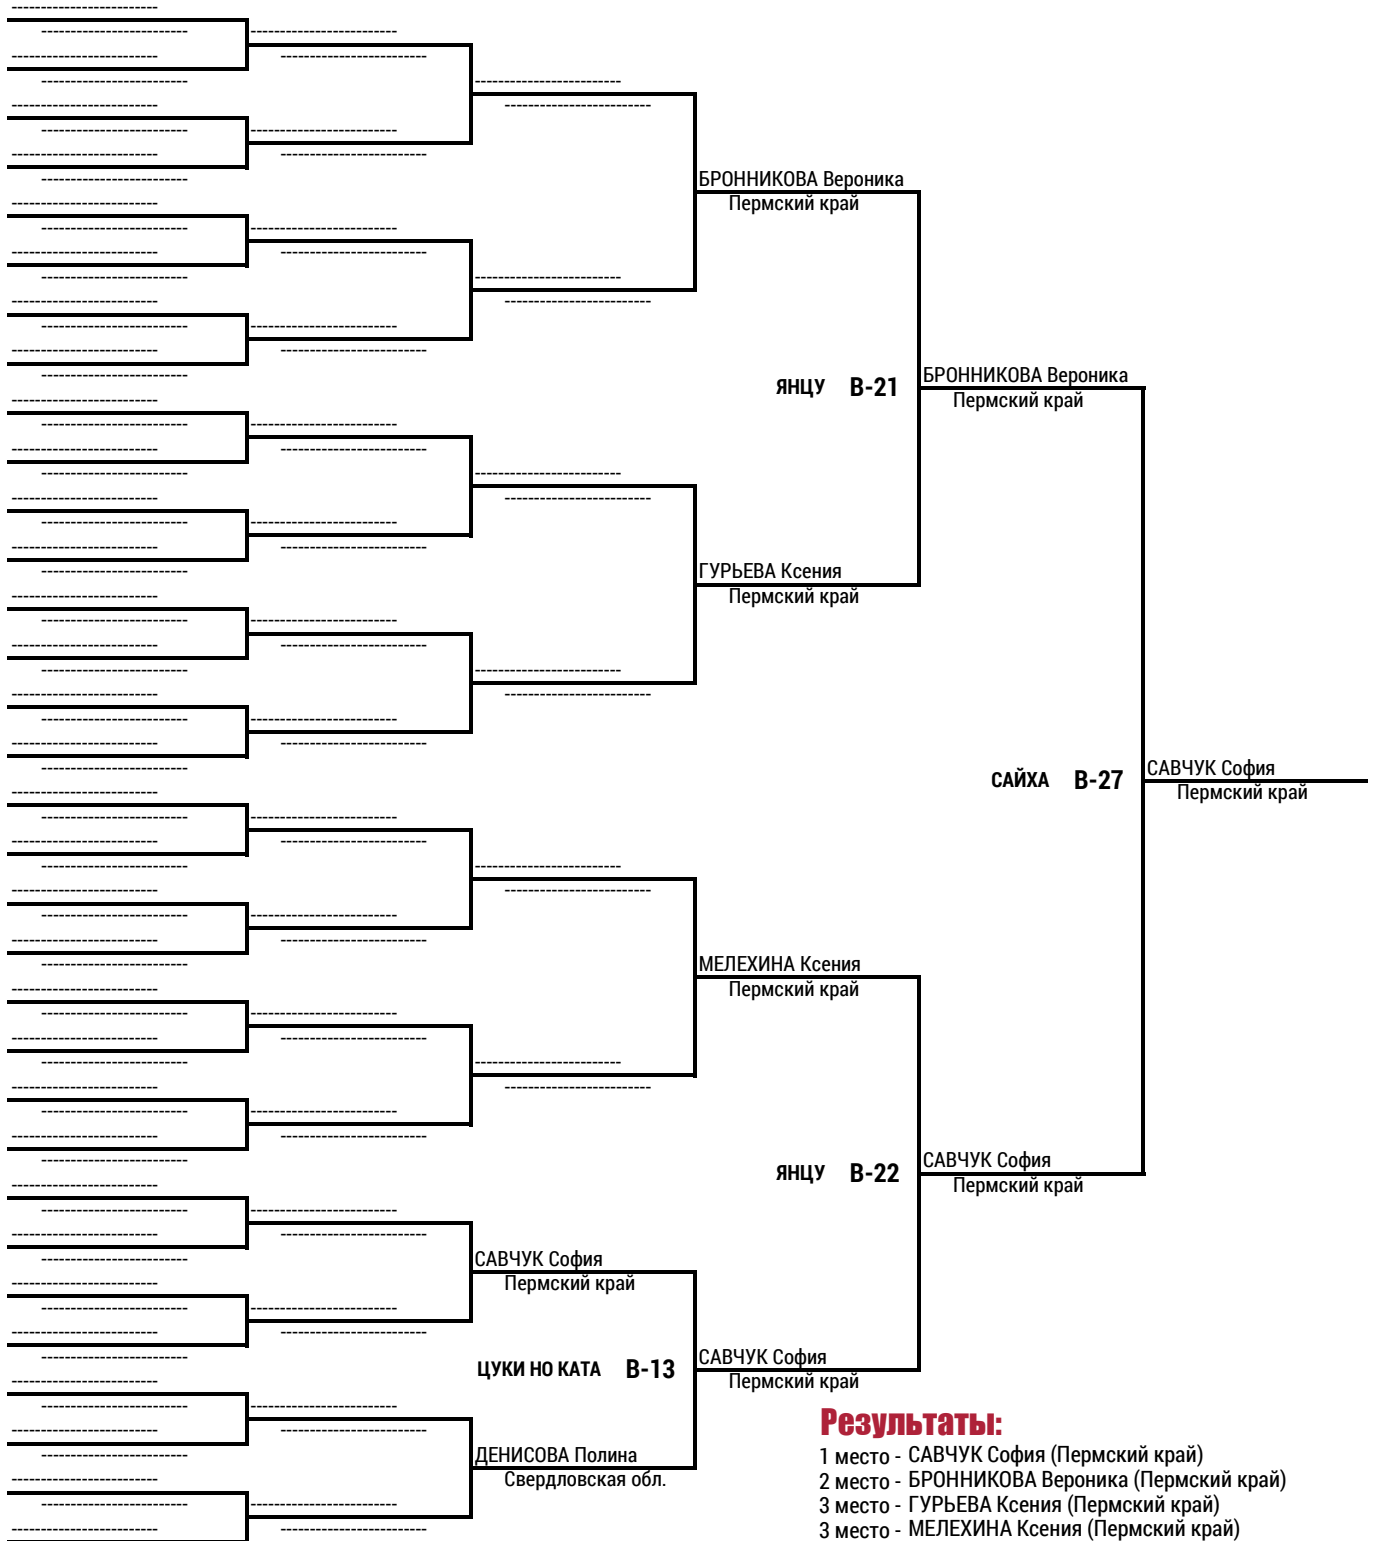 БРОННИКОВА Вероника
Пермский край
ЯНЦУ B-21
БРОННИКОВА Вероника
Пермский край
ГУРЬЕВА Ксения
Пермский край
САЙХА B-27
САВЧУК София
Пермский край
МЕЛЕХИНА Ксения
Пермский край
ЯНЦУ B-22
САВЧУК София
Пермский край
САВЧУК София
Пермский край
ЦУКИ НО КАТА B-13
САВЧУК София
Пермский край
ДЕНИСОВА Полина
Свердловская обл.
Результаты:
1 место - САВЧУК София (Пермский край)
2 место - БРОННИКОВА Вероника (Пермский край)
3 место - ГУРЬЕВА Ксения (Пермский край)
3 место - МЕЛЕХИНА Ксения (Пермский край)